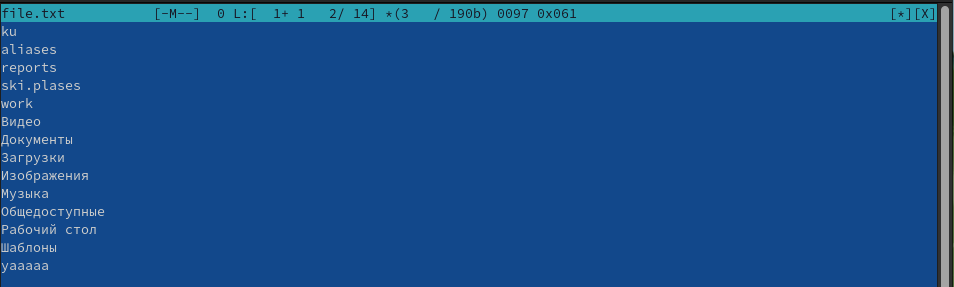 file.txt [-M--] 0 L:[ 1+ 1 2/ 14] *(3 / 190b) 0097 0x061 [*][X]
ku
aliases
reports
ski.plases
work
Видео
Документы
Загрузки
Изображения
Музыка
Общедоступные
Рабочий стол
Шаблоны
уааааа